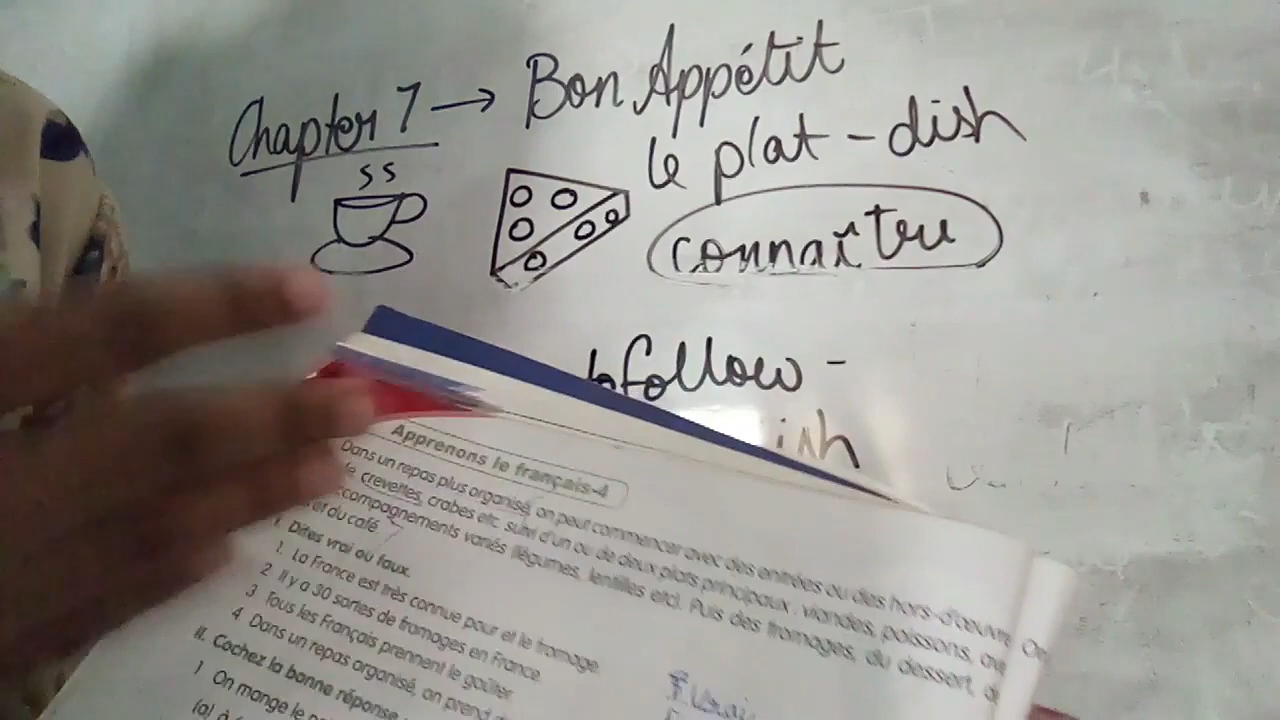 Chapter 7 → Bon Appétit
le plat - dish
connaître
to follow -
ish
Apprenons le français-4
Dans un repas plus organisé, on peut commencer avec des entrées ou des hors-d'œuvre
crevettes, crabes etc. suivi d'un ou de deux plats principaux, viandes, poissons,
accompagnements variés (légumes, lentilles etc). Puis des fromages, du dessert,
et du café.
I. Dites vrai ou faux.
1. La France est très connue pour et le fromage.
2 Il y a 30 sortes de fromages en France.
3 Tous les Français prennent le goûter.
4 Dans un repas organisé, on prend
II. Cochez la bonne réponse
1 On mange le
(a)